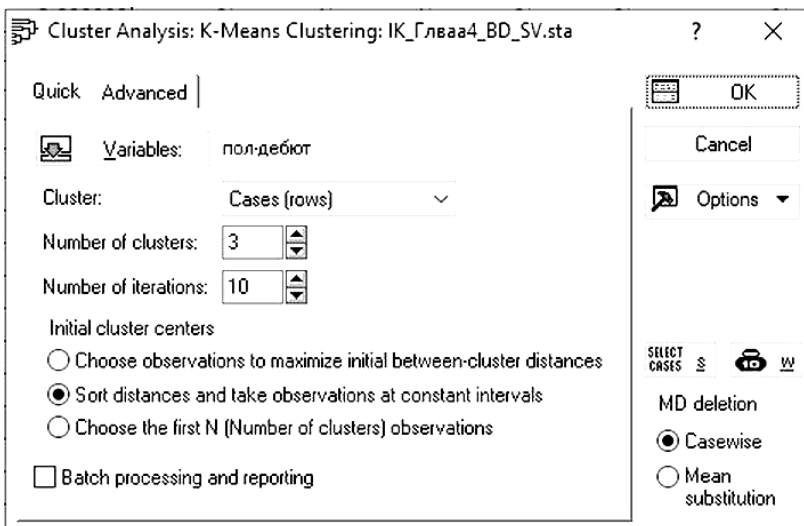 Cluster Analysis: K-Means Clustering: IK_Глваа4_BD_SV.sta ?
Quick Advanced
OK
Variables: пол-дебют
Cancel
Cluster: Cases (rows)
Options
Number of clusters: 3
Number of iterations: 10
Initial cluster centers
Choose observations to maximize initial between-cluster distances
Sort distances and take observations at constant intervals
Choose the first N (Number of clusters) observations
SELECT
CASES S W
MD deletion
Casewise
Mean
substitution
Batch processing and reporting